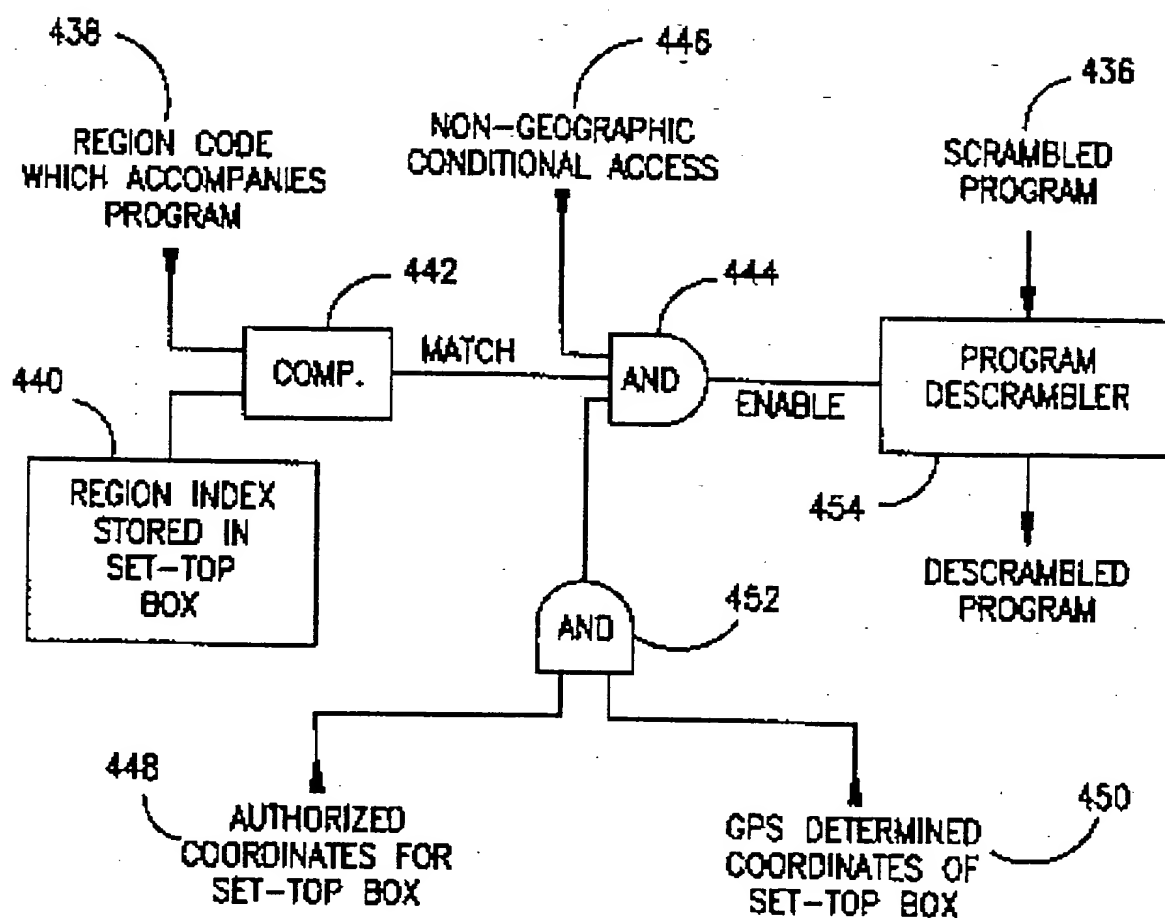 438
REGION CODE
WHICH ACCOMPANIES
PROGRAM
446
NON-GEOGRAPHIC
CONDITIONAL ACCESS
436
SCRAMBLED
PROGRAM
442
COMP.
MATCH
444
AND
ENABLE
PROGRAM
DESCRAMBLER
454
440
REGION INDEX
STORED IN
SET-TOP
BOX
DESCRAMBLED
PROGRAM
AND
452
448
AUTHORIZED
COORDINATES FOR
SET-TOP BOX
450
GPS DETERMINED
COORDINATES OF
SET-TOP BOX